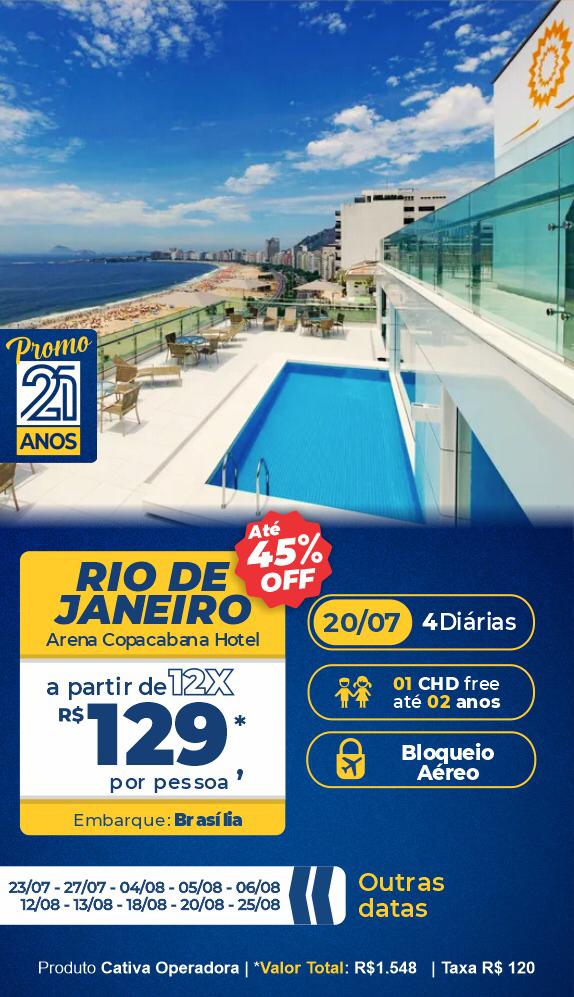 Promo
21
ANOS
Até
45%
OFF
RIO DE
JANEIRO
Arena Copacabana Hotel
a partir de 12X
R$ 129*
por pessoa,
Embarque: Brasília
20/07 4 Diárias
01 CHD free
até 02 anos
Bloqueio
Aéreo
23/07 - 27/07 - 04/08 - 05/08 - 06/08
12/08 - 13/08 - 18/08 - 20/08 - 25/08
Outras
datas
Produto Cativa Operadora | *Valor Total: R$1.548 | Taxa R$ 120